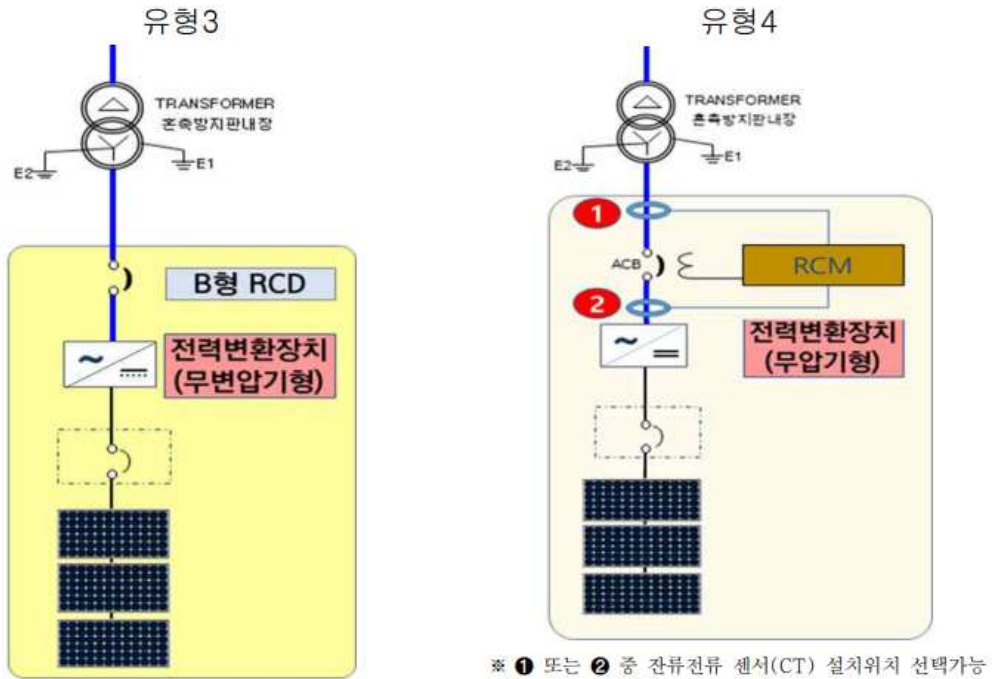 유형3
TRANSFORMER
혼촉방지판내장
E2
E1
B형 RCD
전력변환장치
(무변압기형)
유형4
TRANSFORMER
혼촉방지판내장
E2
E1
1
ACB
RCM
2
전력변환장치
(무압기형)
※ ❶ 또는 ❷ 중 잔류전류 센서(CT) 설치위치 선택가능